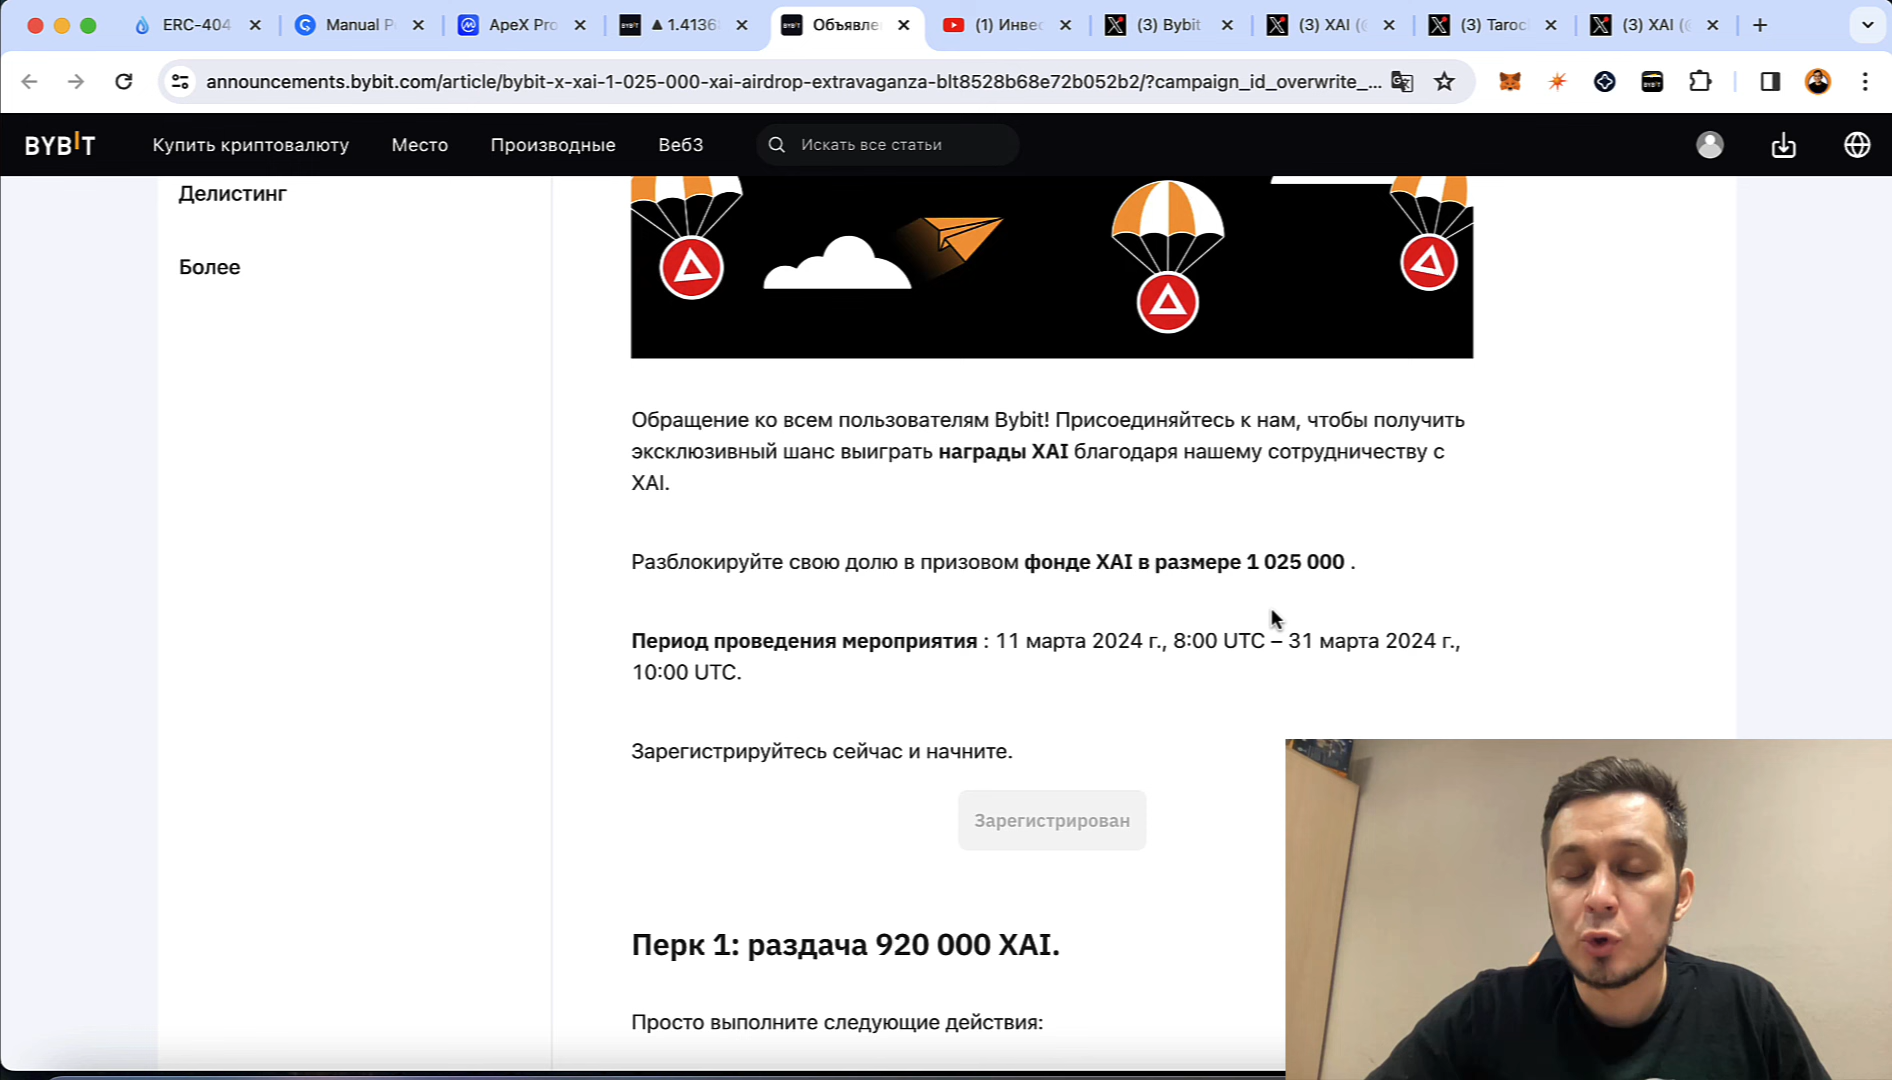 ERC-404
Manual P
ApeX Pro
▲ 1.4136
Объявле
(1) Инвес
(3) Bybit
(3) XAI (
(3) Taroc
(3) XAI (
announcements.bybit.com/article/bybit-x-xai-1-025-000-xai-airdrop-extravaganza-blt8528b68e72b052b2/?campaign_id_overwrite_...
BYBIT
Купить криптовалюту
Место
Производные
Веб3
Искать все статьи
Делистинг
Более
Обращение ко всем пользователям Bybit! Присоединяйтесь к нам, чтобы получить
эксклюзивный шанс выиграть награды XAI благодаря нашему сотрудничеству с
XAI.
Разблокируйте свою долю в призовом фонде XAI в размере 1 025 000 .
Период проведения мероприятия : 11 марта 2024 г., 8:00 UTC – 31 марта 2024 г.,
10:00 UTC.
Зарегистрируйтесь сейчас и начните.
Зарегистрирован
Перк 1: раздача 920 000 XAI.
Просто выполните следующие действия: